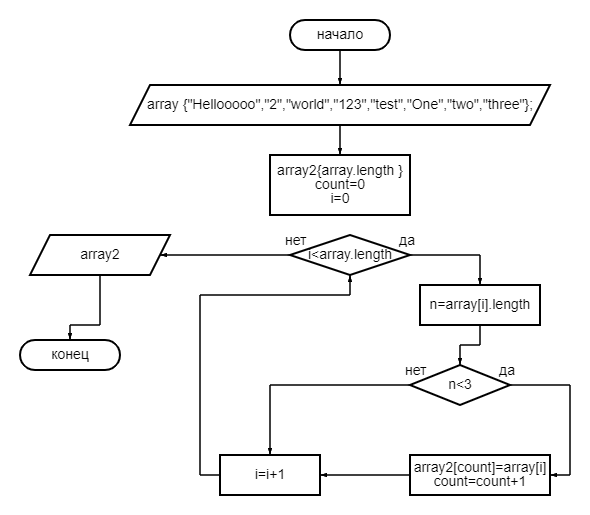 начало
array {"Hellooooo","2","world","123","test","One","two","three"};
array2{array.length }
count=0
i=0
нет
да
array2
i<array.length
n=array[i].length
конец
нет
да
n<3
i=i+1
array2[count]=array[i]
count=count+1